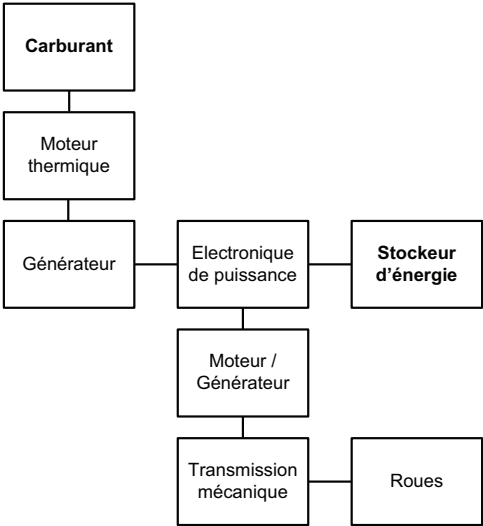 Carburant
Moteur
thermique
Générateur
Electronique
de puissance
Stockeur
d'énergie
Moteur /
Générateur
Transmission
mécanique
Roues